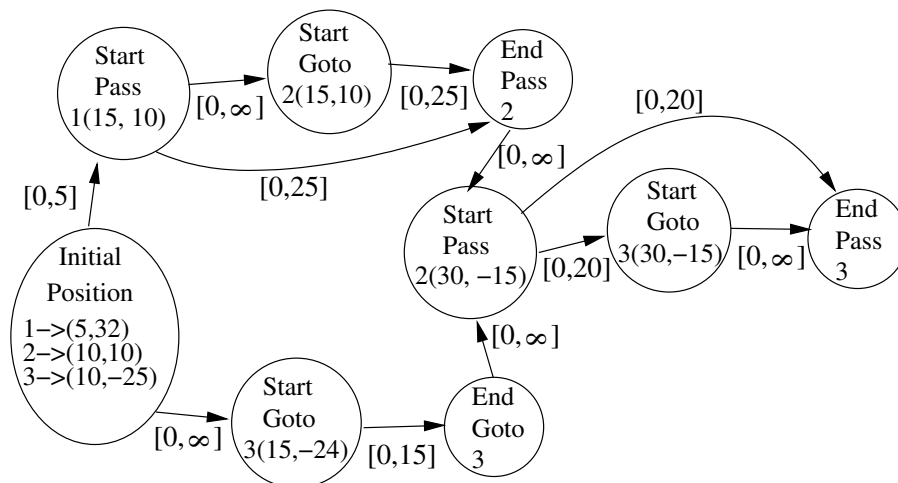 Start
Pass
1(15, 10)
[0,∞]
Start
Goto
2(15,10)
[0,25]
End
Pass
2
[0,25]
[0,∞]
[0,20]
[0,5]
Initial
Position
1−>(5,32)
2−>(10,10)
3−>(10,−25)
Start
Pass
2(30, −15)
[0,20]
Start
Goto
3(30,−15)
[0,∞]
End
Pass
3
[0,∞]
[0,∞]
Start
Goto
3(15,−24)
[0,15]
End
Goto
3